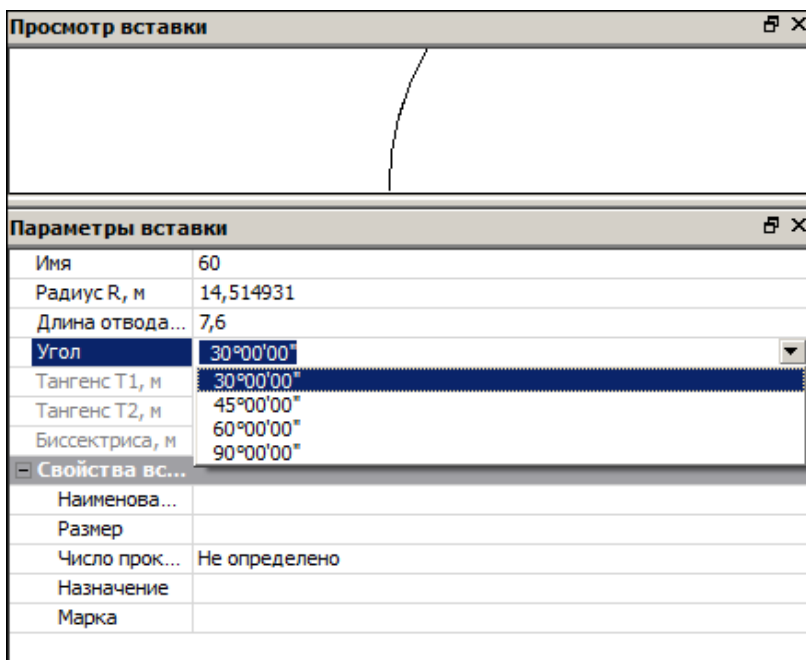 Просмотр вставки
Параметры вставки
Имя 60
Радиус R, м 14,514931
Длина отвода... 7,6
Угол 30°00'00"
30°00'00"
Тангенс T1, м
45°00'00"
Тангенс T2, м
60°00'00"
Биссектриса, м
90°00'00"
Свойства вс...
Наименова...
Размер
Число прок... Не определено
Назначение
Марка